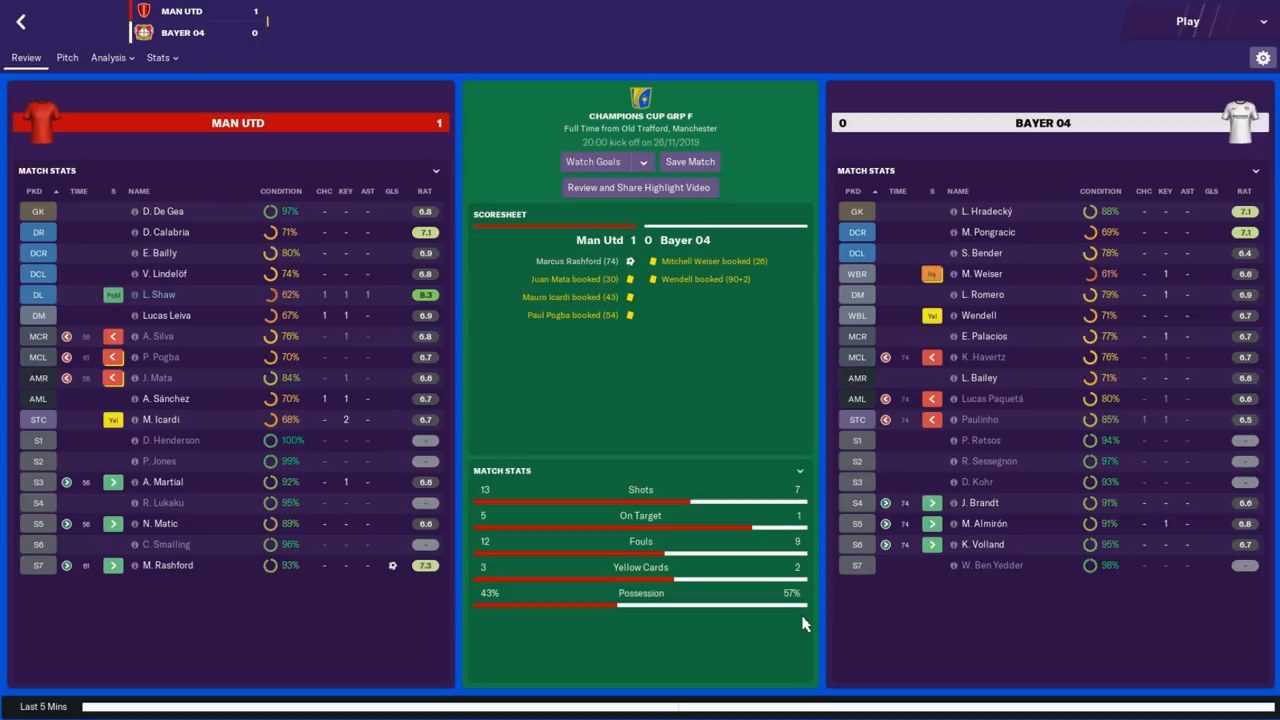 MAN UTD 1
BAYER 04 0
Play
Review Pitch Analysis Stats
MAN UTD 1
MATCH STATS
PKD TIME S NAME CONDITION CHC KEY AST GLS RAT
GK D. De Gea 97% - - - 6.8
DR D. Calabria 71% - - - 7.1
DCR E. Bailly 80% - - - 6.9
DCL V. Lindelöf 74% - - - 6.8
DL PoM L. Shaw 62% 1 1 1 8.3
DM Lucas Leiva 67% 1 1 - 6.9
MCR 56 A. Silva 76% - 1 - 6.8
MCL 61 P. Pogba 70% - - - 6.7
AMR 56 J. Mata 84% - 1 - 6.6
AML A. Sánchez 70% 1 1 - 6.7
STC Yel M. Icardi 68% - 2 - 6.7
S1 D. Henderson 100% - - - -
S2 P. Jones 99% - - - -
S3 56 A. Martial 92% - 1 - 6.6
S4 R. Lukaku 95% - - - -
S5 56 N. Matic 89% - - - 6.6
S6 C. Smalling 96% - - - -
S7 61 M. Rashford 93% - - - 7.3
CHAMPIONS CUP GRP F
Full Time from Old Trafford, Manchester
20:00 kick off on 26/11/2019
Watch Goals Save Match
Review and Share Highlight Video
SCORESHEET
Man Utd 1 0 Bayer 04
Marcus Rashford (74) Mitchell Weiser booked (26)
Juan Mata booked (30) Wendell booked (90+2)
Mauro Icardi booked (43)
Paul Pogba booked (54)
MATCH STATS
13 Shots 7
5 On Target 1
12 Fouls 9
3 Yellow Cards 2
43% Possession 57%
0 BAYER 04
MATCH STATS
PKD TIME S NAME CONDITION CHC KEY AST GLS RAT
GK L. Hradecký 88% - - - 7.1
DCR M. Pongracic 69% - - - 7.1
DCL S. Bender 78% - - - 6.4
WBR Inj M. Weiser 61% - 1 - 6.6
DM L. Romero 79% - 1 - 6.9
WBL Yel Wendell 71% - - - 6.7
MCR E. Palacios 77% - 1 - 6.7
MCL 74 K. Havertz 76% - 1 - 6.7
AMR L. Bailey 71% - - - 6.6
AML 74 Lucas Paquetá 80% - 1 - 6.6
STC 74 Paulinho 85% 1 1 - 6.5
S1 P. Retsos 94% - - - -
S2 R. Sessegnon 97% - - - -
S3 D. Kohr 93% - - - -
S4 74 J. Brandt 91% - - - 6.6
S5 74 M. Almirón 91% - 1 - 6.8
S6 74 K. Volland 95% - - - 6.7
S7 W. Ben Yedder 98% - - - -
Last 5 Mins